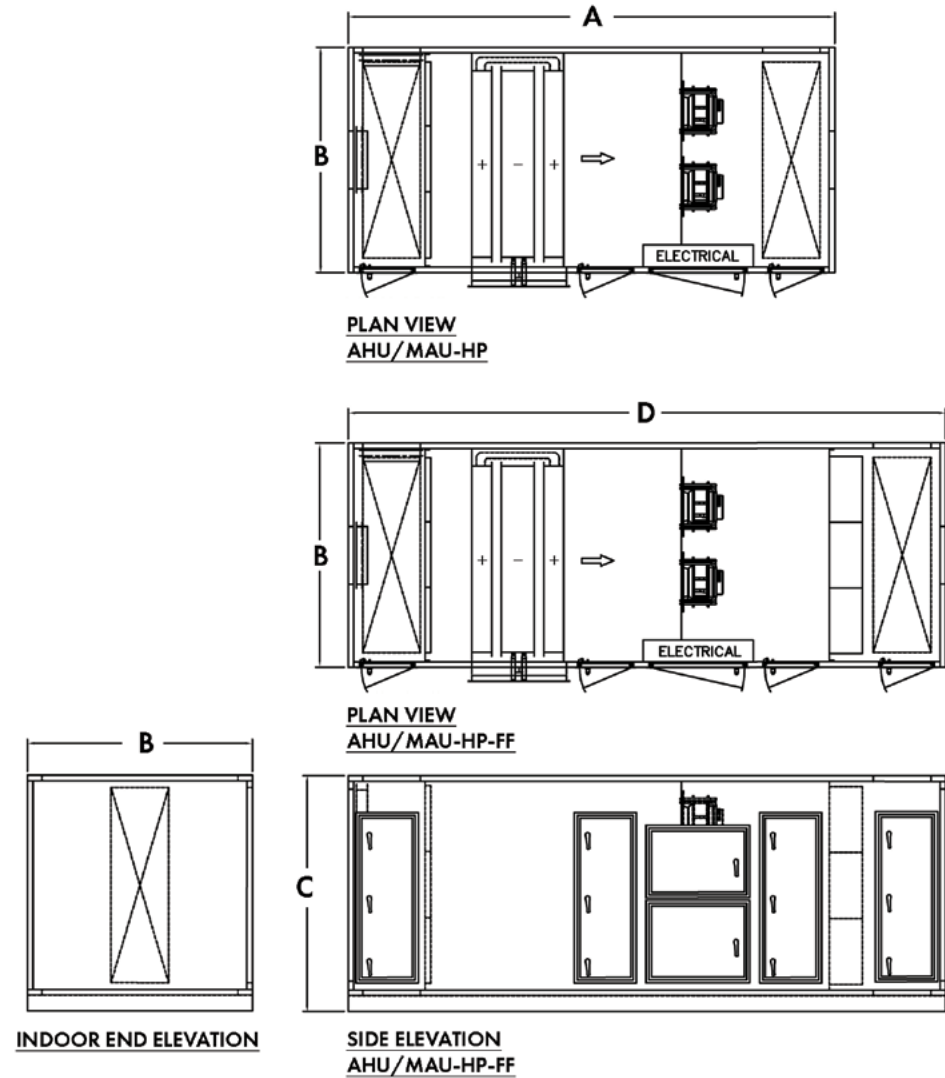 A
B
+ - +
ELECTRICAL
PLAN VIEW
AHU/MAU-HP
D
B
+ - +
ELECTRICAL
PLAN VIEW
AHU/MAU-HP-FF
B
C
INDOOR END ELEVATION
SIDE ELEVATION
AHU/MAU-HP-FF